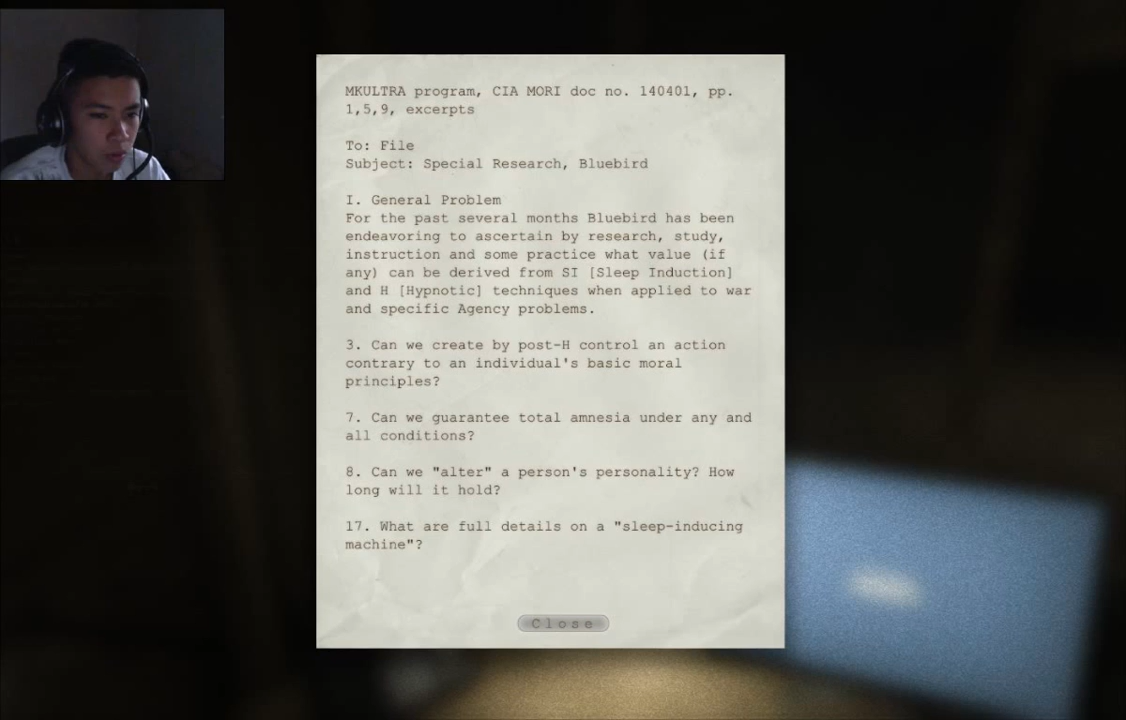 MKULTRA program, CIA MORI doc no. 140401, pp.
1,5,9, excerpts
To: File
Subject: Special Research, Bluebird
I. General Problem
For the past several months Bluebird has been
endeavoring to ascertain by research, study,
instruction and some practice what value (if
any) can be derived from SI [Sleep Induction]
and H [Hypnotic] techniques when applied to war
and specific Agency problems.
3. Can we create by post-H control an action
contrary to an individual's basic moral
principles?
7. Can we guarantee total amnesia under any and
all conditions?
8. Can we "alter" a person's personality? How
long will it hold?
17. What are full details on a "sleep-inducing
machine"?
Close